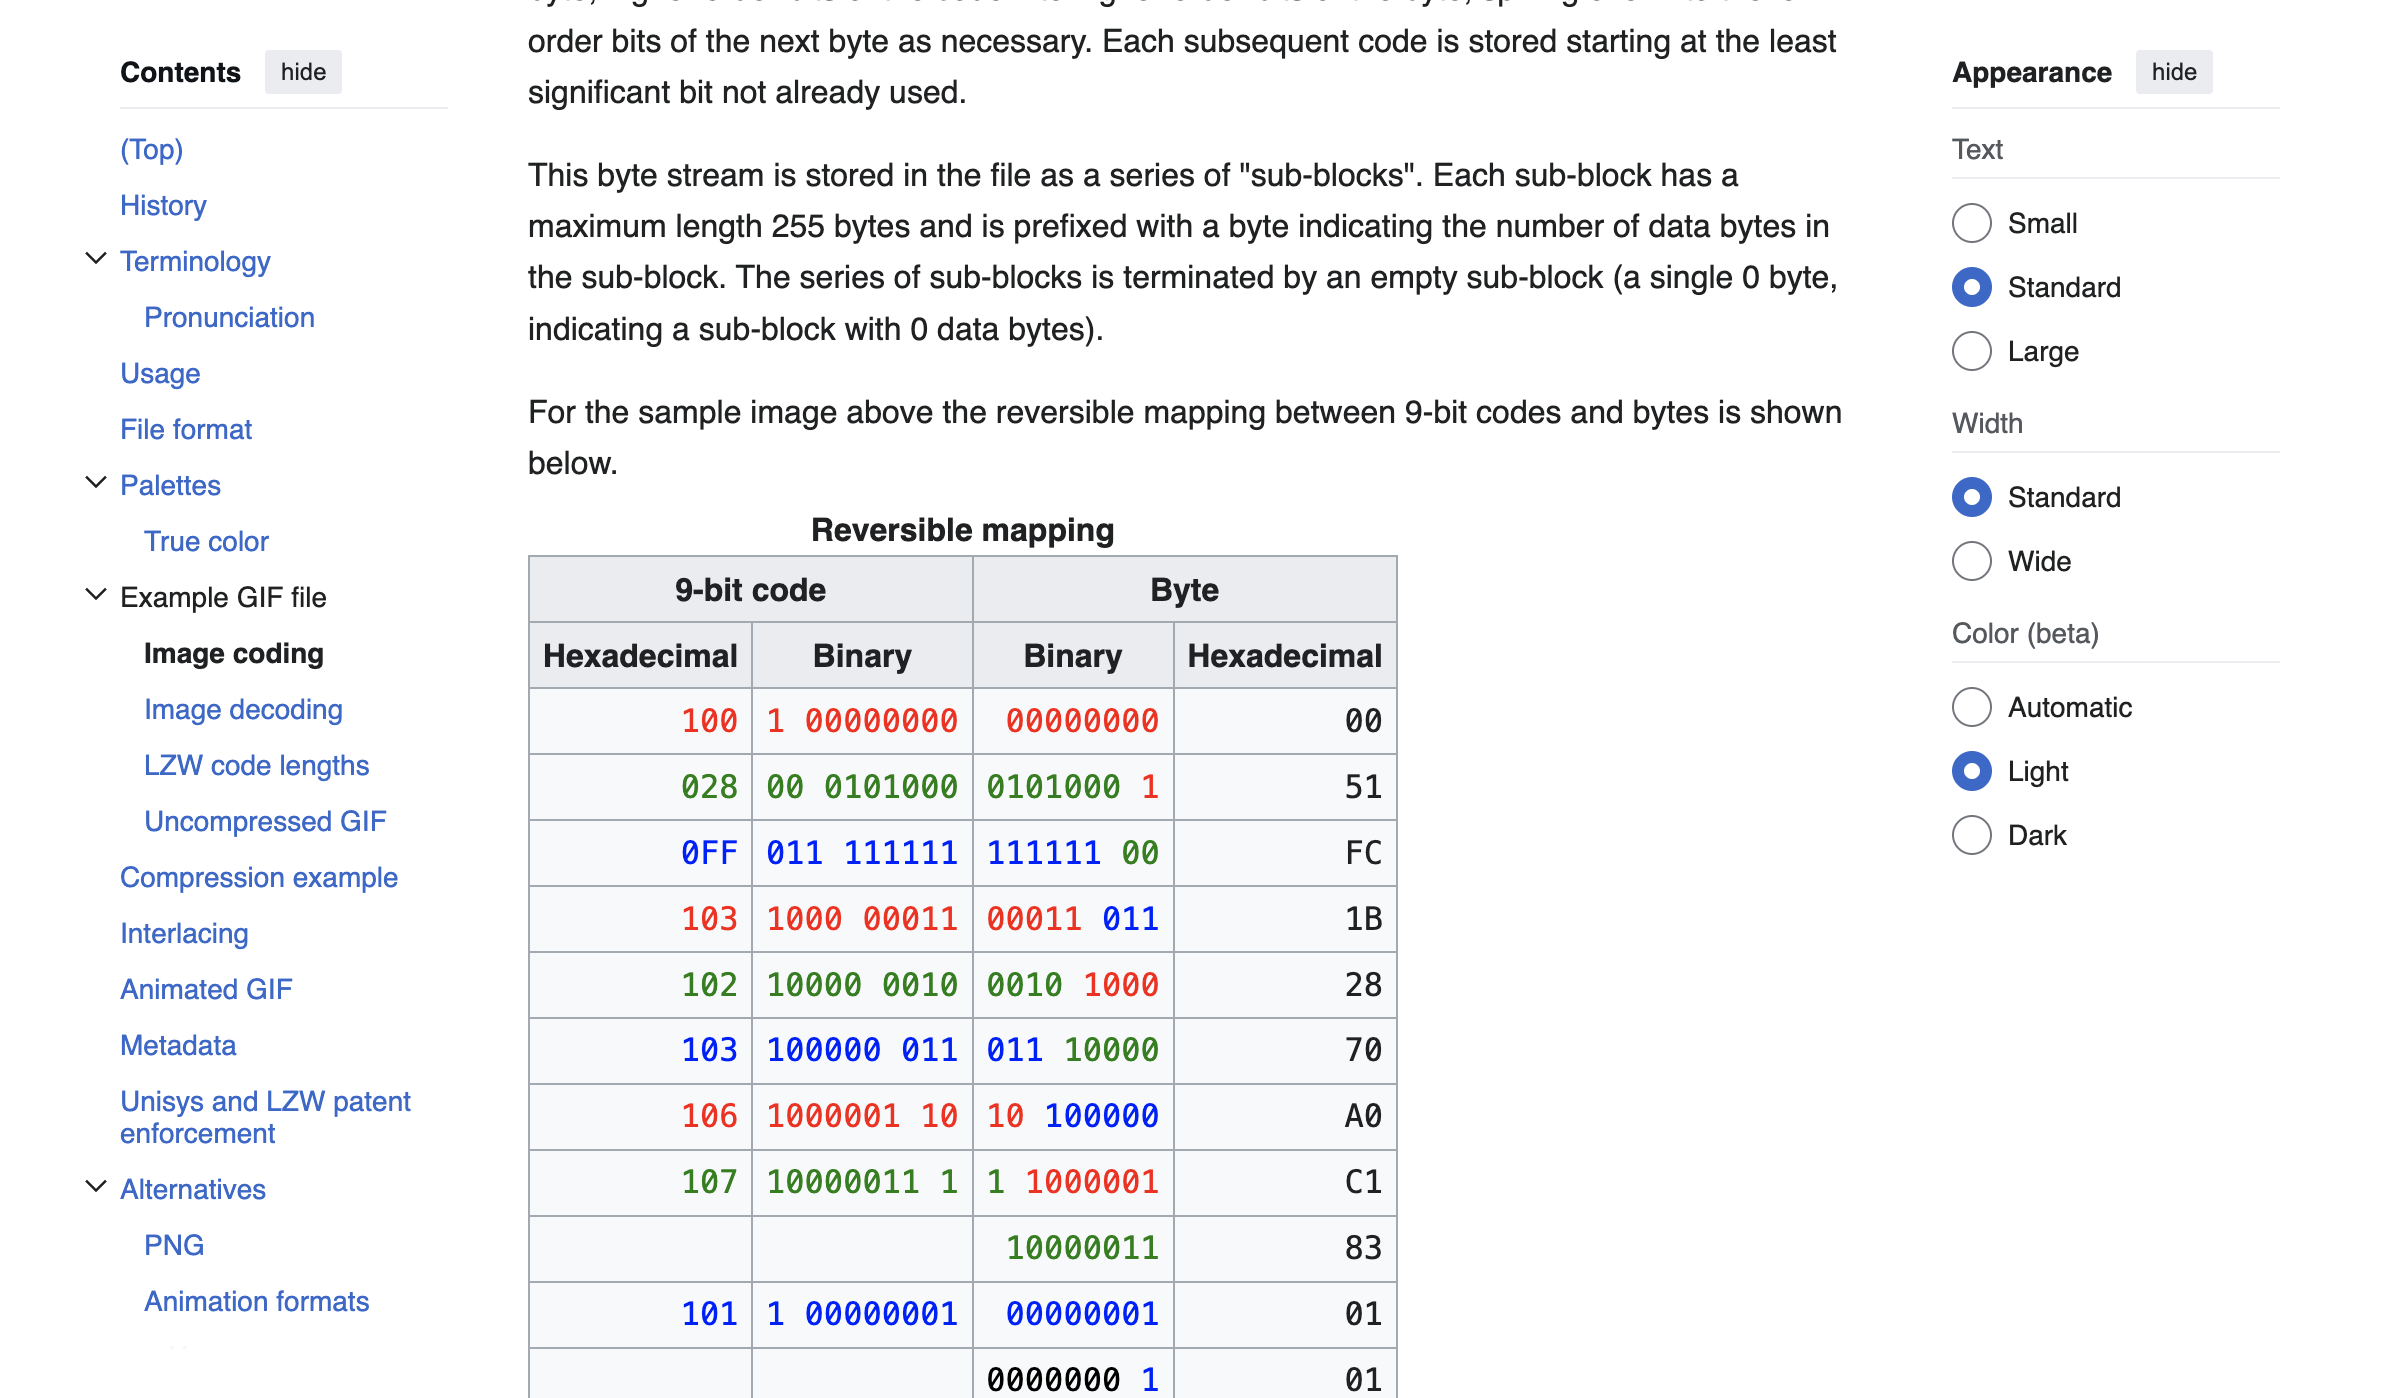 Contents hide
(Top)
History
Terminology
Pronunciation
Usage
File format
Palettes
True color
Example GIF file
Image coding
Image decoding
LZW code lengths
Uncompressed GIF
Compression example
Interlacing
Animated GIF
Metadata
Unisys and LZW patent
enforcement
Alternatives
PNG
Animation formats
order bits of the next byte as necessary. Each subsequent code is stored starting at the least
significant bit not already used.
This byte stream is stored in the file as a series of "sub-blocks". Each sub-block has a
maximum length 255 bytes and is prefixed with a byte indicating the number of data bytes in
the sub-block. The series of sub-blocks is terminated by an empty sub-block (a single 0 byte,
indicating a sub-block with 0 data bytes).
For the sample image above the reversible mapping between 9-bit codes and bytes is shown
below.
Reversible mapping
9-bit code Byte
Hexadecimal Binary Binary Hexadecimal
100 1 00000000 00000000 00
028 00 0101000 0101000 1 51
0FF 011 111111 111111 00 FC
103 1000 00011 00011 011 1B
102 10000 0010 0010 1000 28
103 100000 011 011 10000 70
106 1000001 10 10 100000 A0
107 10000011 1 1 1000001 C1
10000011 83
101 1 00000001 00000001 01
0000000 1 01
Appearance hide
Text
Small
Standard
Large
Width
Standard
Wide
Color (beta)
Automatic
Light
Dark